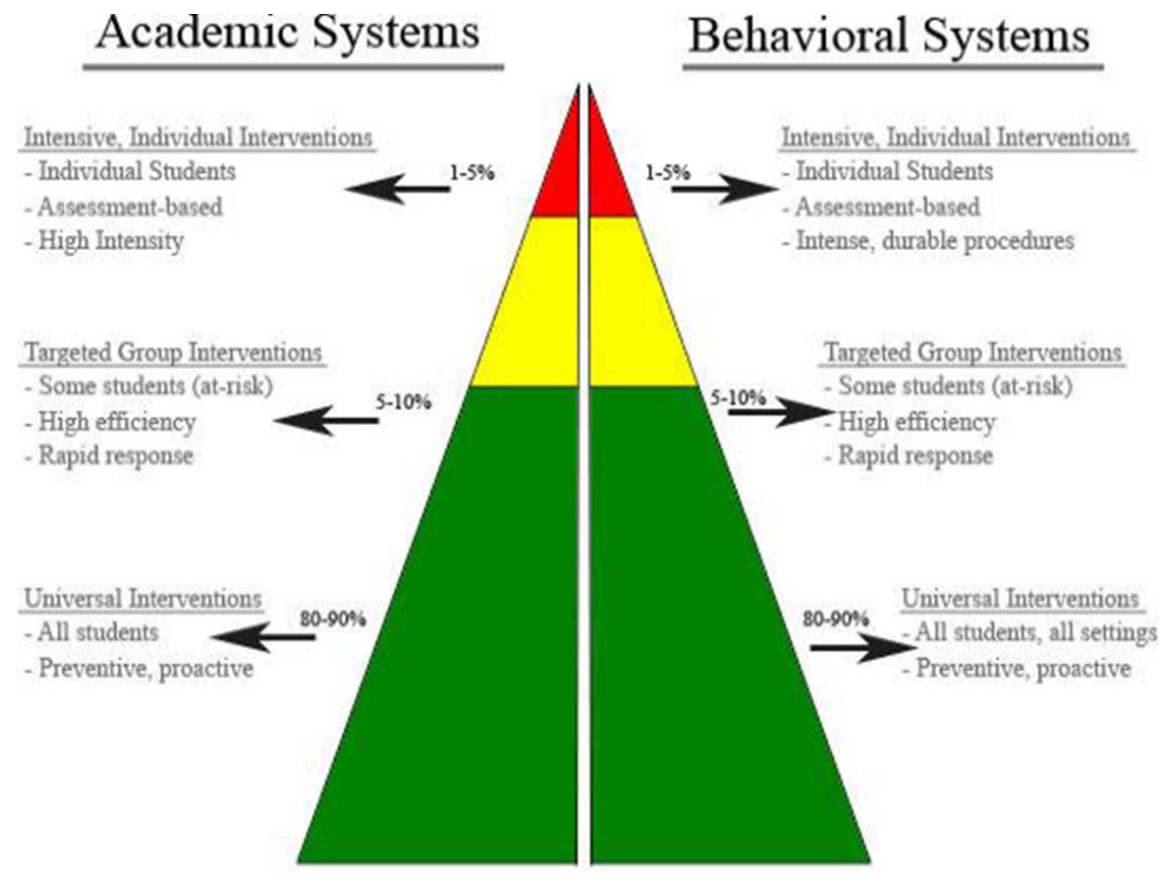 Academic Systems
Intensive, Individual Interventions
- Individual Students
- Assessment-based
- High Intensity
1-5%
Targeted Group Interventions
- Some students (at-risk)
- High efficiency
- Rapid response
5-10%
Universal Interventions
- All students
- Preventive, proactive
80-90%
Behavioral Systems
1-5%
Intensive, Individual Interventions
- Individual Students
- Assessment-based
- Intense, durable procedures
5-10%
Targeted Group Interventions
- Some students (at-risk)
- High efficiency
- Rapid response
80-90%
Universal Interventions
- All students, all settings
- Preventive, proactive